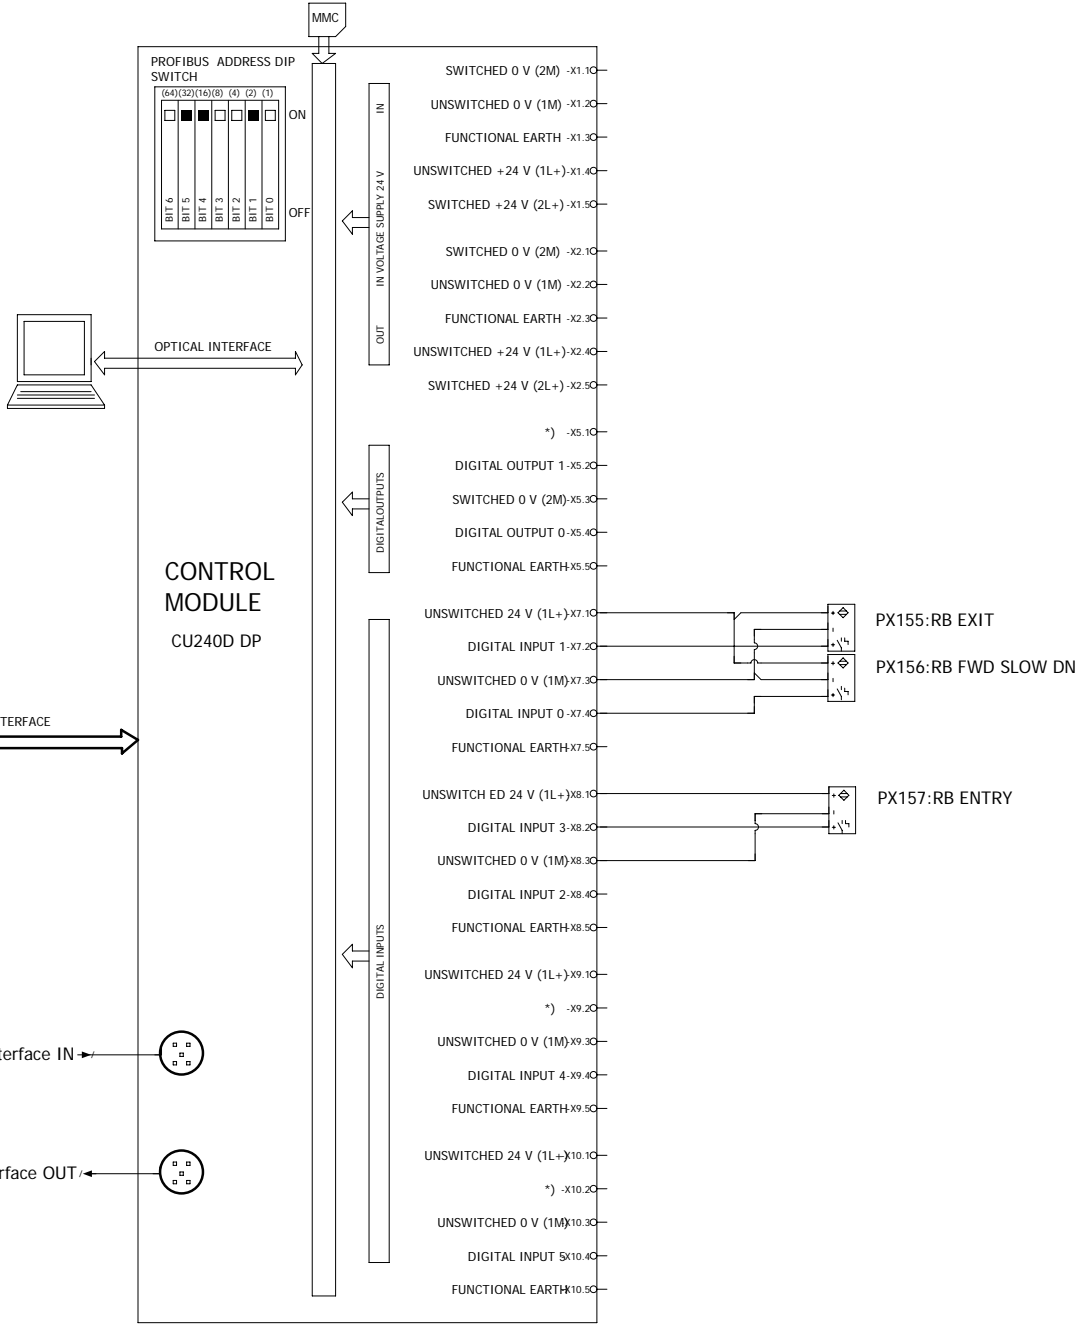 MMC
PROFIBUS ADDRESS DIP
SWITCH
(64)(32)(16)(8) (4) (2) (1)
ON
BIT 6 BIT 5 BIT 4 BIT 3 BIT 2 BIT 1 BIT 0
OFF
IN
IN VOLTAGE SUPPLY 24 V
OUT
OPTICAL INTERFACE
DIGITALOUTPUTS
CONTROL
MODULE
CU240D DP
TERFACE
DIGITAL INPUTS
terface IN
rface OUT
SWITCHED 0 V (2M) -X1.1
UNSWITCHED 0 V (1M) -X1.2
FUNCTIONAL EARTH -X1.3
UNSWITCHED +24 V (1L+)-X1.4
SWITCHED +24 V (2L+) -X1.5
SWITCHED 0 V (2M) -X2.1
UNSWITCHED 0 V (1M) -X2.2
FUNCTIONAL EARTH -X2.3
UNSWITCHED +24 V (1L+)-X2.4
SWITCHED +24 V (2L+) -X2.5
*) -X5.1
DIGITAL OUTPUT 1-X5.2
SWITCHED 0 V (2M)-X5.3
DIGITAL OUTPUT 0-X5.4
FUNCTIONAL EARTH-X5.5
UNSWITCHED 24 V (1L+)-X7.1
DIGITAL INPUT 1-X7.2
UNSWITCHED 0 V (1M)-X7.3
DIGITAL INPUT 0-X7.4
FUNCTIONAL EARTH-X7.5
UNSWITCH ED 24 V (1L+)-X8.1
DIGITAL INPUT 3-X8.2
UNSWITCHED 0 V (1M)-X8.3
DIGITAL INPUT 2-X8.4
FUNCTIONAL EARTH-X8.5
UNSWITCHED 24 V (1L+)-X9.1
*) -X9.2
UNSWITCHED 0 V (1M)-X9.3
DIGITAL INPUT 4-X9.4
FUNCTIONAL EARTH-X9.5
UNSWITCHED 24 V (1L+)-X10.1
*) -X10.2
UNSWITCHED 0 V (1M)-X10.3
DIGITAL INPUT 5-X10.4
FUNCTIONAL EARTH-X10.5
PX155:RB EXIT
PX156:RB FWD SLOW DN
PX157:RB ENTRY